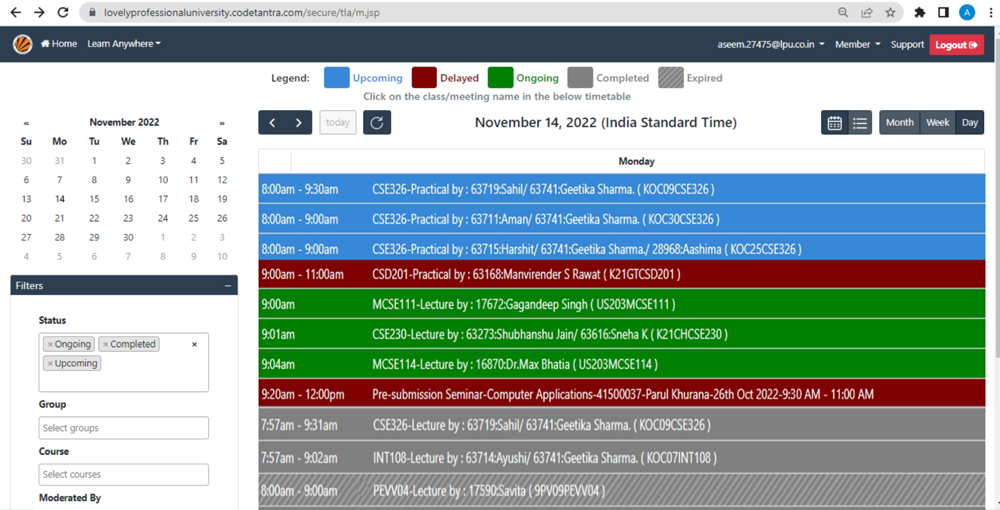 lovelyprofessionaluniversity.codetantra.com/secure/tla/m.jsp
A
Home Learn Anywhere
aseem.27475@lpu.co.in Member Support Logout
Legend: Upcoming Delayed Ongoing Completed Expired
Click on the class/meeting name in the below timetable
« November 2022 »
Su Mo Tu We Th Fr Sa
30 31 1 2 3 4 5
6 7 8 9 10 11 12
13 14 15 16 17 18 19
20 21 22 23 24 25 26
27 28 29 30 1 2 3
4 5 6 7 8 9 10
Filters –
Status
× Ongoing × Completed ×
× Upcoming
Group
Select groups
Course
Select courses
Moderated By
today
November 14, 2022 (India Standard Time)
Month Week Day
Monday
8:00am - 9:30am CSE326-Practical by : 63719:Sahil/ 63741:Geetika Sharma. ( KOC09CSE326 )
8:00am - 9:00am CSE326-Practical by : 63711:Aman/ 63741:Geetika Sharma. ( KOC30CSE326 )
8:00am - 9:00am CSE326-Practical by : 63715:Harshit/ 63741:Geetika Sharma./ 28968:Aashima ( KOC25CSE326 )
9:00am - 11:00am CSD201-Practical by : 63168:Manvirender S Rawat ( K21GTCSD201 )
9:00am MCSE111-Lecture by : 17672:Gagandeep Singh ( US203MCSE111 )
9:01am CSE230-Lecture by : 63273:Shubhanshu Jain/ 63616:Sneha K ( K21CHCSE230 )
9:04am MCSE114-Lecture by : 16870:Dr.Max Bhatia ( US203MCSE114 )
9:20am - 12:00pm Pre-submission Seminar-Computer Applications-41500037-Parul Khurana-26th Oct 2022-9:30 AM - 11:00 AM
7:57am - 9:31am CSE326-Lecture by : 63719:Sahil/ 63741:Geetika Sharma. ( KOC09CSE326 )
7:57am - 9:02am INT108-Lecture by : 63714:Ayushi/ 63741:Geetika Sharma. ( KOC07INT108 )
8:00am - 9:00am PEVV04-Lecture by : 17590:Savita ( 9PV09PEVV04 )